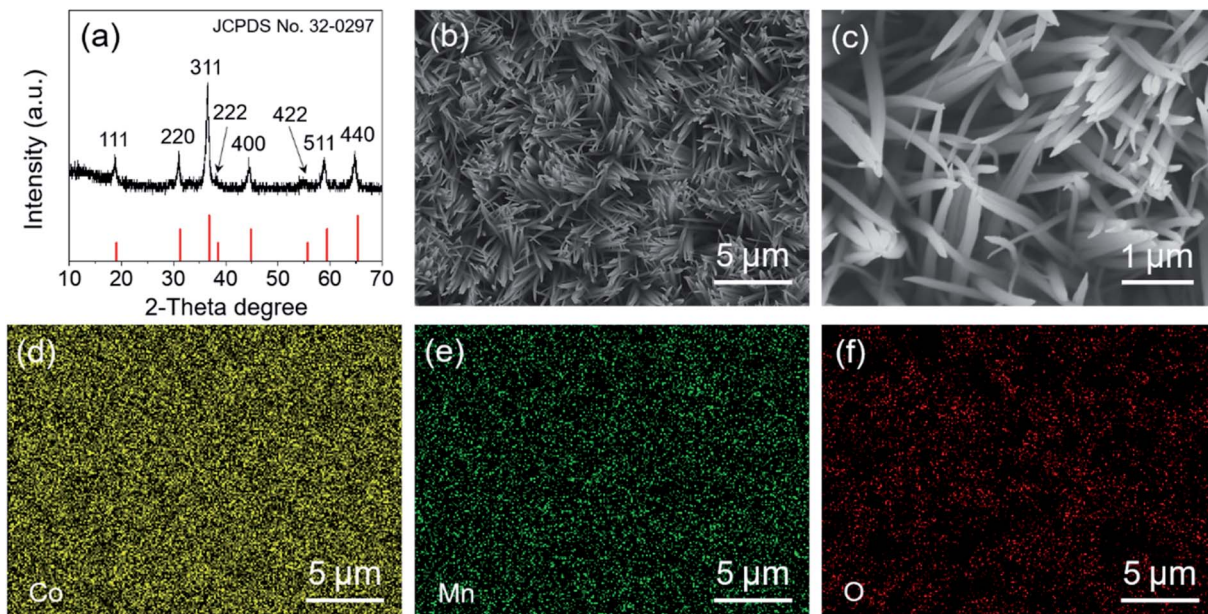 (a)
JCPDS No. 32-0297
311
222
422
111
220
400
511
440
Intensity (a.u.)
10 20 30 40 50 60 70
2-Theta degree
(b)
5 μm
(c)
1 μm
(d)
Co
5 μm
(e)
Mn
5 μm
(f)
O
5 μm